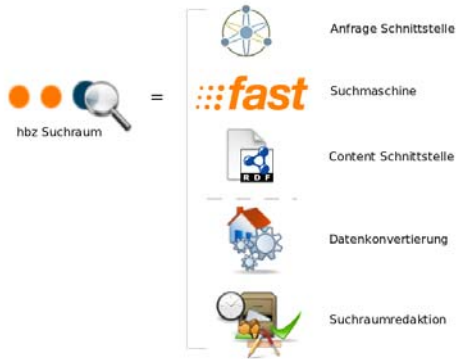 Anfrage Schnittstelle
fast
Suchmaschine
hbz Suchraum
=
RDF
Content Schnittstelle
Datenkonvertierung
Suchraumredaktion